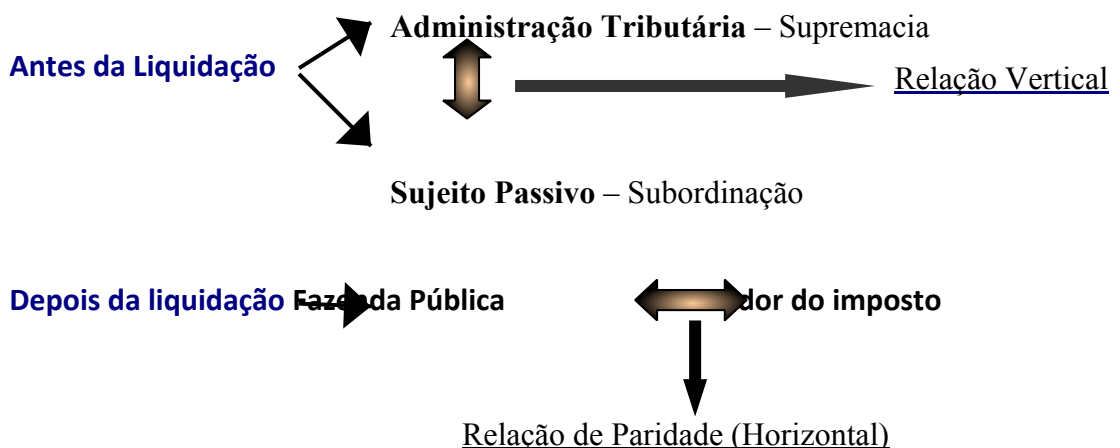 Administração Tributária – Supremacia
Antes da Liquidação
Relação Vertical
Sujeito Passivo – Subordinação
Depois da liquidação Fazenda Pública dor do imposto
Relação de Paridade (Horizontal)